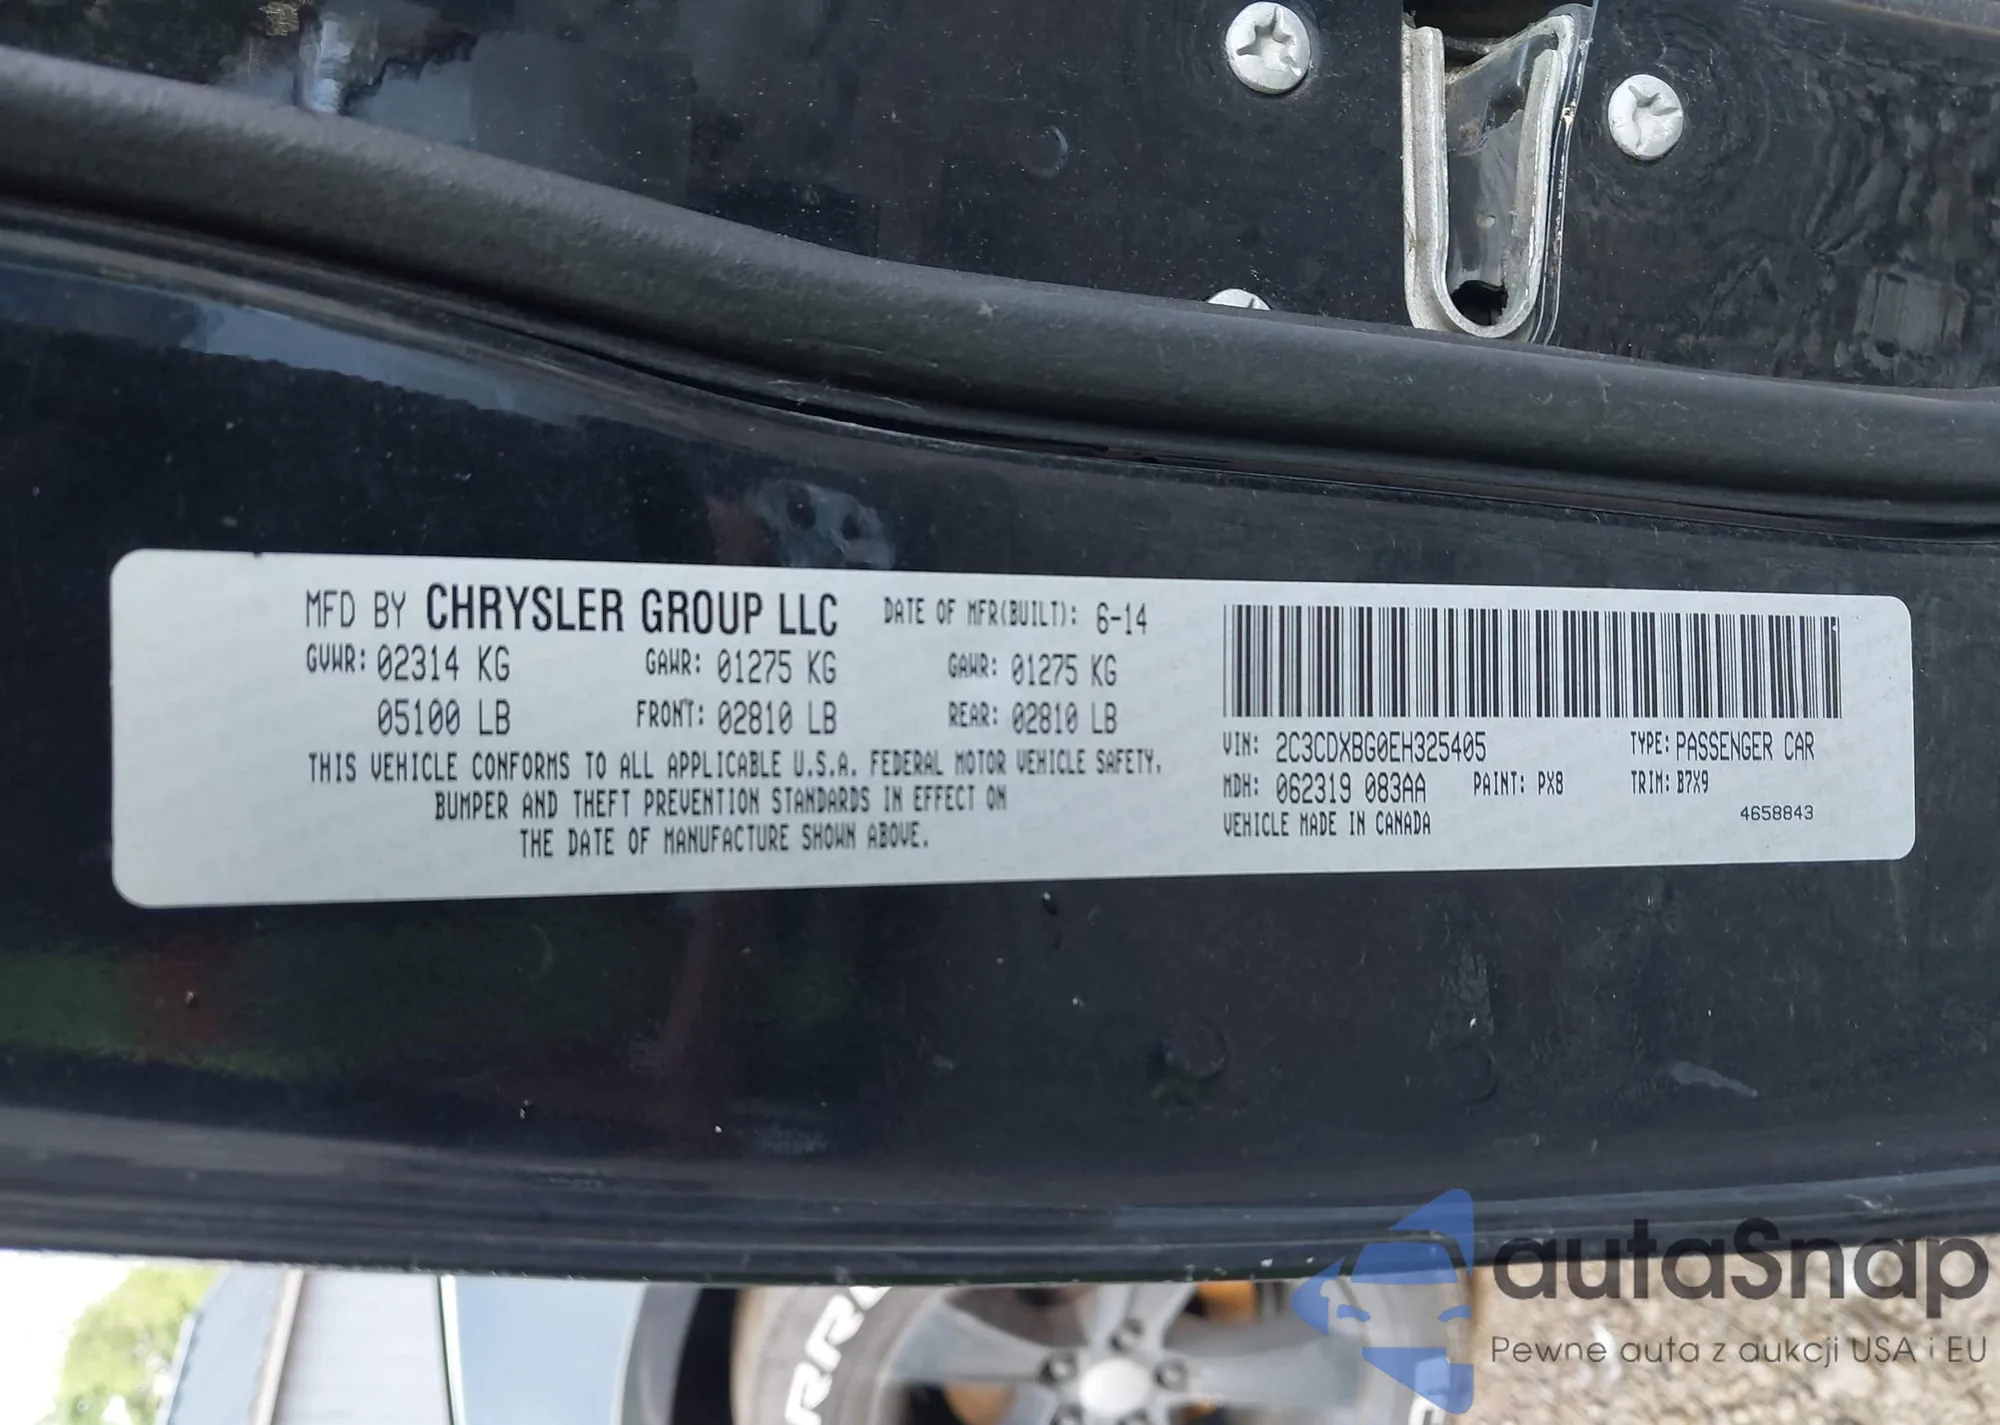 MFD BY CHRYSLER GROUP LLC DATE OF MFR(BUILT): 6-14
GVWR: 02314 KG GAWR: 01275 KG GAWR: 01275 KG
05100 LB FRONT: 02810 LB REAR: 02810 LB
THIS VEHICLE CONFORMS TO ALL APPLICABLE U.S.A. FEDERAL MOTOR VEHICLE SAFETY,
BUMPER AND THEFT PREVENTION STANDARDS IN EFFECT ON
THE DATE OF MANUFACTURE SHOWN ABOVE.
VIN: 2C3CDXBG0EH325405 TYPE: PASSENGER CAR
MDH: 062319 083AA PAINT: PX8 TRIM: B7X9
VEHICLE MADE IN CANADA 4658843
autaSnap
Pewne auta z aukcji USA i EU